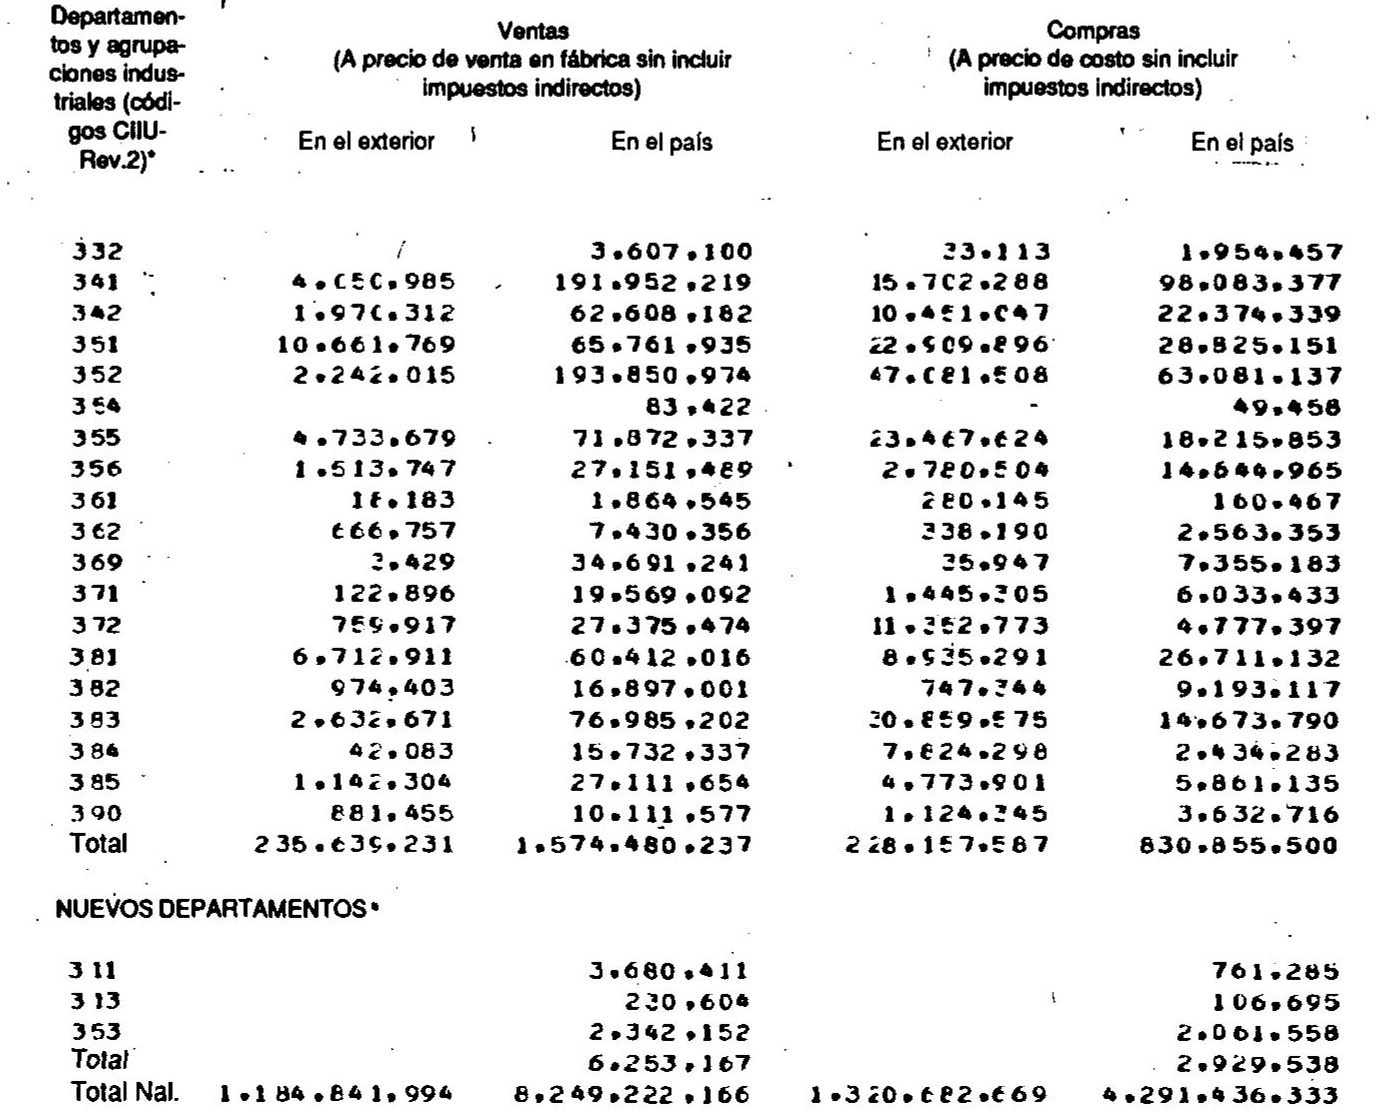 Departamen-
tos y agrupa-
ciones indus-
triales (códi-
gos CIIU-
Rev.2)*
Ventas
(A precio de venta en fábrica sin incluir
impuestos indirectos)
Compras
(A precio de costo sin incluir
impuestos indirectos)
En el exterior En el país En el exterior En el país
332 3.607.100 33.113 1.954.457
341 4.050.985 191.952.219 15.702.288 98.083.377
342 1.970.312 62.608.182 10.451.047 22.374.339
351 10.661.769 65.761.935 22.909.896 28.825.151
352 2.242.015 193.850.974 47.081.508 63.081.137
354 83.422 - 49.458
355 4.733.679 71.872.337 23.467.624 18.215.853
356 1.513.747 27.151.489 2.780.504 14.644.965
361 18.183 1.864.545 280.145 160.467
362 666.757 7.430.356 338.190 2.563.353
369 3.429 34.691.241 35.947 7.355.183
371 122.896 19.569.092 1.445.305 6.033.433
372 759.917 27.375.474 11.352.773 4.777.397
381 6.712.911 60.412.016 8.935.291 26.711.132
382 974.403 16.897.001 747.344 9.193.117
383 2.632.671 76.985.202 30.859.575 14.673.790
384 42.083 15.732.337 7.824.298 2.434.283
385 1.142.304 27.111.654 4.773.901 5.861.135
390 881.455 10.111.577 1.124.345 3.632.716
Total 235.639.231 1.574.480.237 228.157.587 830.855.500
NUEVOS DEPARTAMENTOS*
311 3.680.411 761.285
313 230.604 106.695
353 2.342.152 2.061.558
Total 6.253.167 2.929.538
Total Nal. 1.184.841.994 8.249.222.166 1.320.682.669 4.291.436.333